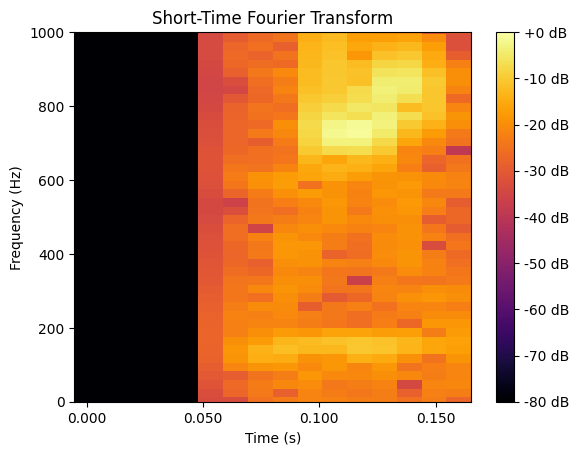 Short-Time Fourier Transform
1000
800
600
400
200
0
Frequency (Hz)
0.000
0.050
0.100
0.150
Time (s)
+0 dB
-10 dB
-20 dB
-30 dB
-40 dB
-50 dB
-60 dB
-70 dB
-80 dB